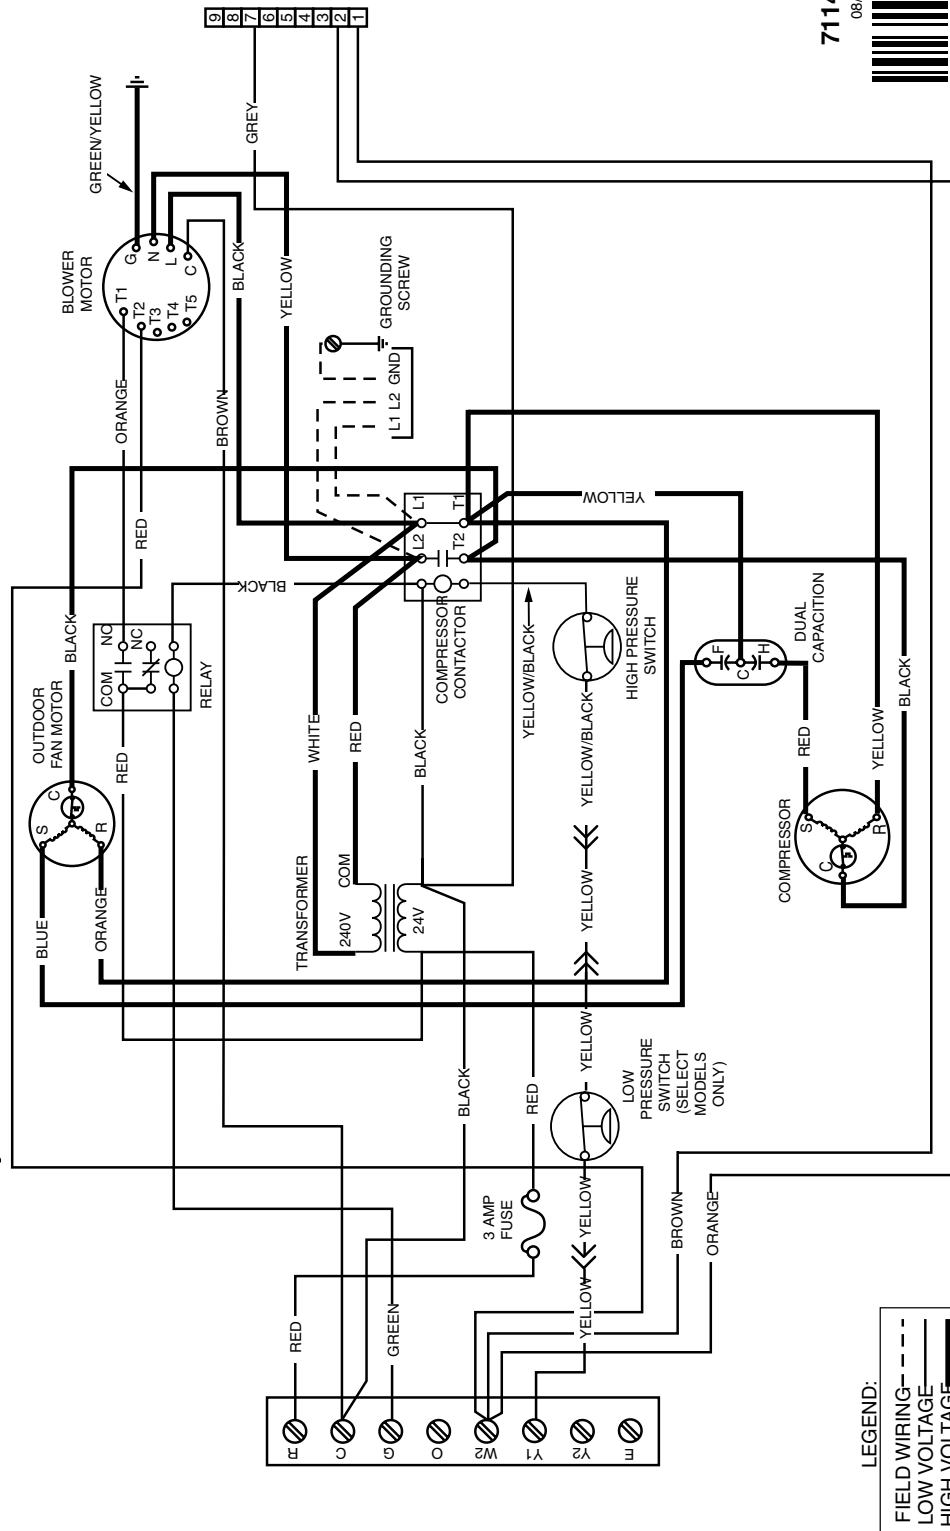 9
8
7
6
5
4
3
2
1
7114
08/
GREEN/YELLOW
GREY
BLOWER
MOTOR
G
N
L
C
T1
T2
T3
T4
T5
BLACK
YELLOW
ORANGE
RED
BROWN
GROUNDING
SCREW
L1 L2 GND
OUTDOOR
FAN MOTOR
BLACK
COM
NO
NC
RELAY
BLACK
L1
L2
T1
T2
COMPRESSOR
CONTACTOR
YELLOW
YELLOW/BLACK
HIGH PRESSURE
SWITCH
DUAL
CAPACITION
F
C
H
C
S
R
RED
WHITE
RED
BLACK
YELLOW/BLACK
RED
YELLOW
BLACK
BLUE
ORANGE
TRANSFORMER
COM
240V
24V
YELLOW
COMPRESSOR
S
C
R
YELLOW
LOW
PRESSURE
SWITCH
(SELECT
MODELS
ONLY)
BLACK
RED
3 AMP
FUSE
YELLOW
BROWN
ORANGE
RED
GREEN
YELLOW
R
C
G
O
W2
Y1
Y2
E
LEGEND:
FIELD WIRING
LOW VOLTAGE
HIGH VOLTAGE